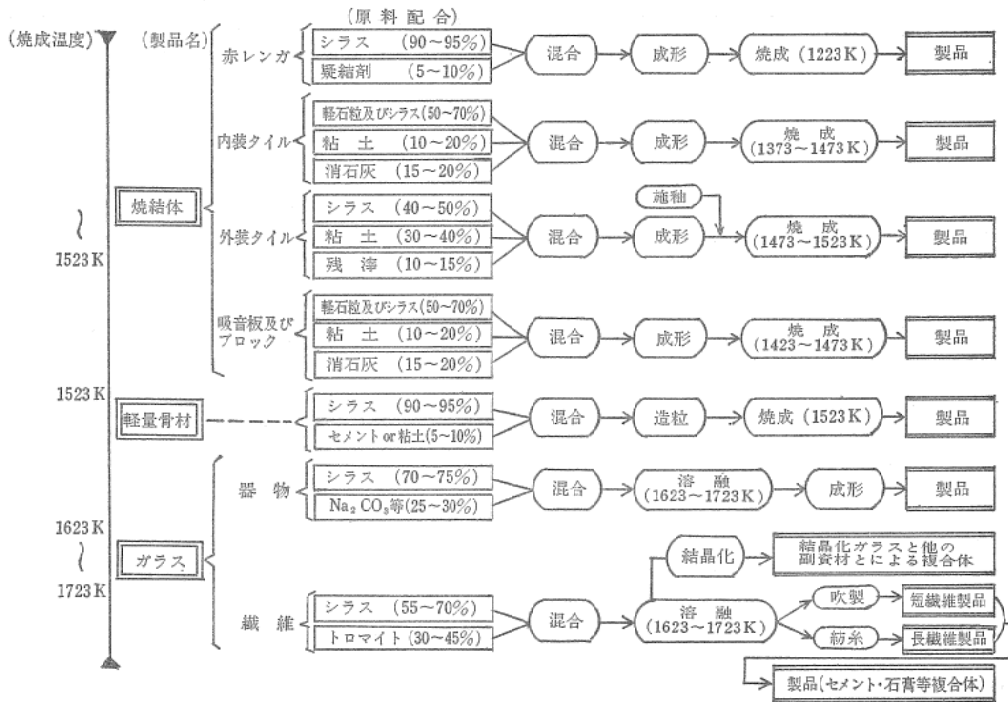 (原料配合)
(焼成温度)
(製品名)
赤レンガ
シラス (90~95%)
疑結剤 (5~10%)
混合
成形
焼成 (1223K)
製品
内装タイル
軽石粒及びシラス(50~70%)
粘土 (10~20%)
消石灰 (15~20%)
混合
成形
焼成
(1373~1473K)
製品
焼結体
施釉
外装タイル
シラス (40~50%)
粘土 (30~40%)
残滓 (10~15%)
混合
成形
焼成
(1473~1523K)
製品
~
1523K
吸音板及び
ブロック
軽石粒及びシラス(50~70%)
粘土 (10~20%)
消石灰 (15~20%)
混合
成形
焼成
(1423~1473K)
製品
1523K
軽量骨材
シラス (90~95%)
セメントor粘土(5~10%)
混合
造粒
焼成 (1523K)
製品
器物
シラス (70~75%)
Na₂CO₃等(25~30%)
混合
溶融
(1623~1723K)
成形
製品
1623K
~
1723K
ガラス
結晶化
結晶化ガラスと他の
副資材とによる複合体
繊維
シラス (55~70%)
トロマイト(30~45%)
混合
溶融
(1623~1723K)
吹製
短繊維製品
紡糸
長繊維製品
製品(セメント・石膏等複合体)